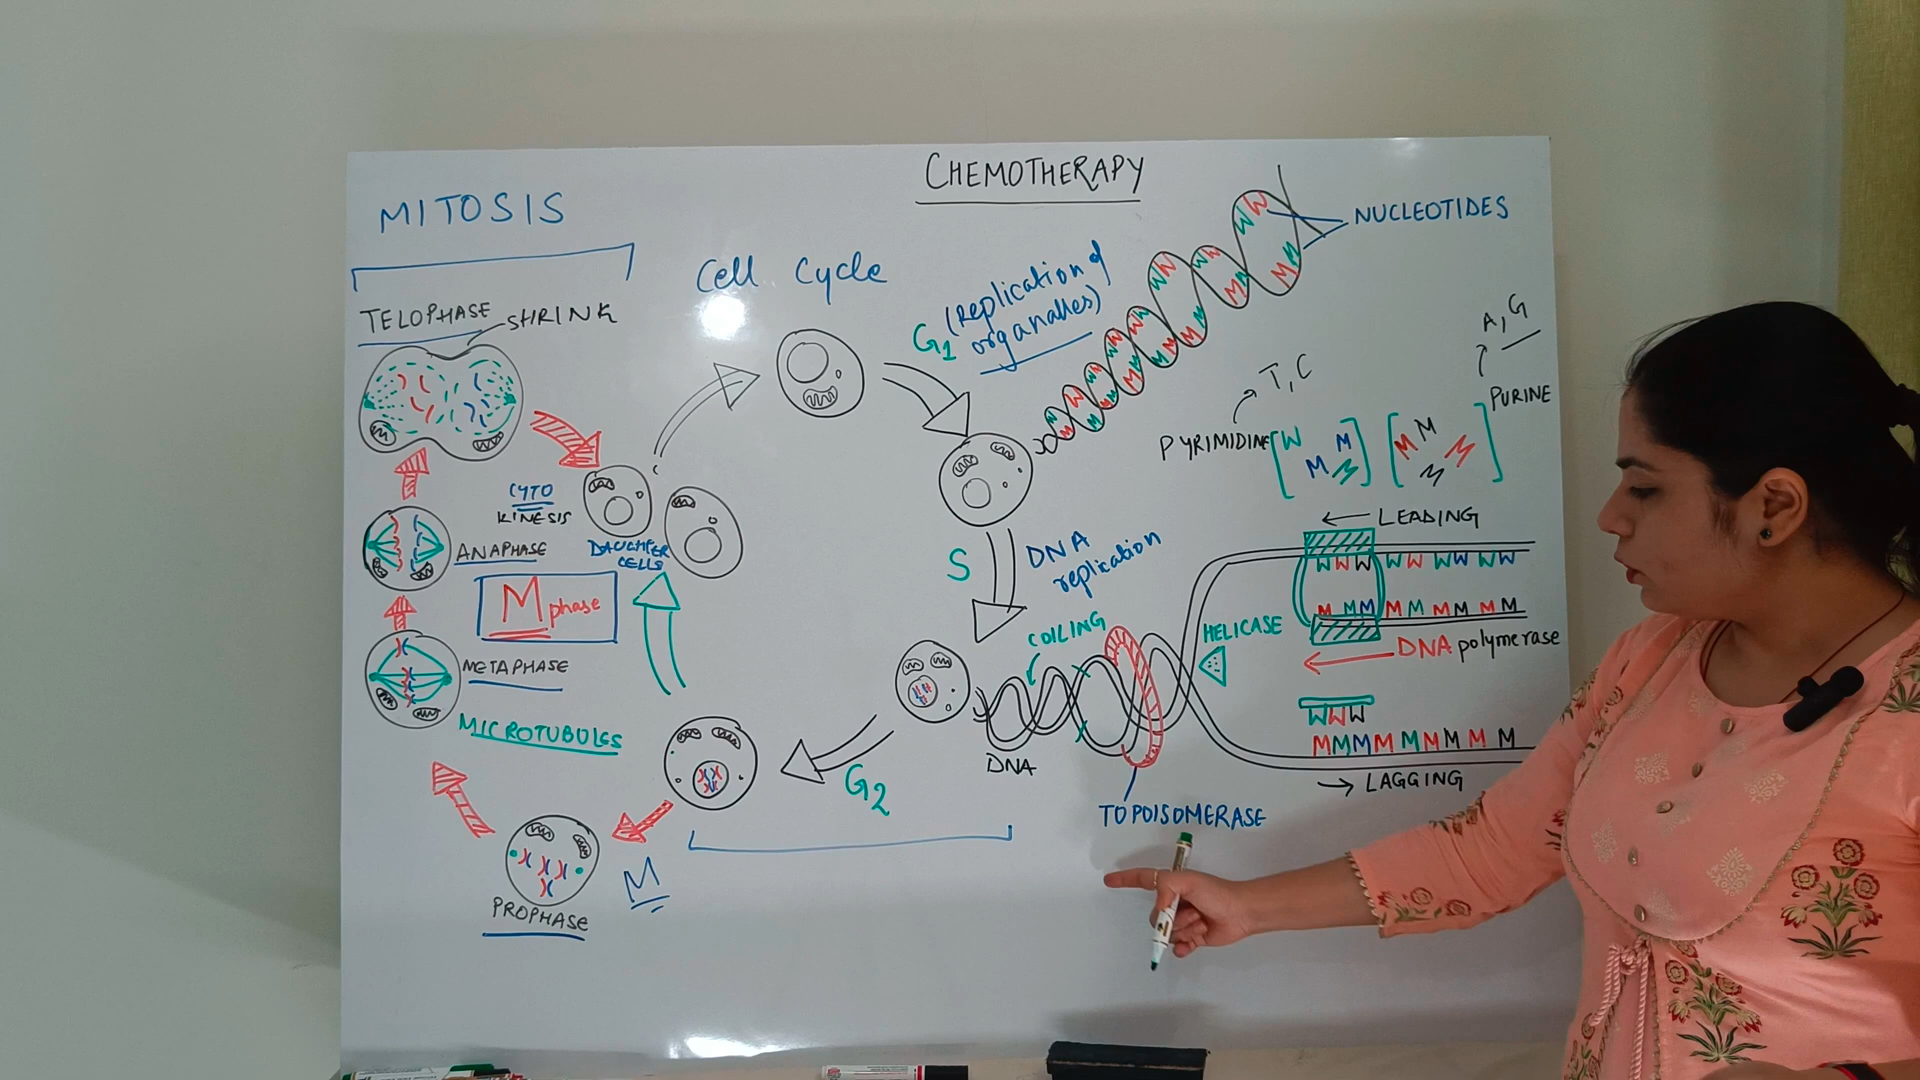 CHEMOTHERAPY
MITOSIS
Cell Cycle
TELOPHASE
SHRINK
G1 (replication of
organalles)
NUCLEOTIDES
A, G
PURINE
T, C
PYRIMIDINE
CYTO
KINESIS
DAUGHTER
CELLS
ANAPHASE
M phase
METAPHASE
MICROTUBULES
PROPHASE
M
G2
S
DNA
replication
COILING
DNA
TOPOISOMERASE
HELICASE
← LEADING
DNA polymerase
→ LAGGING